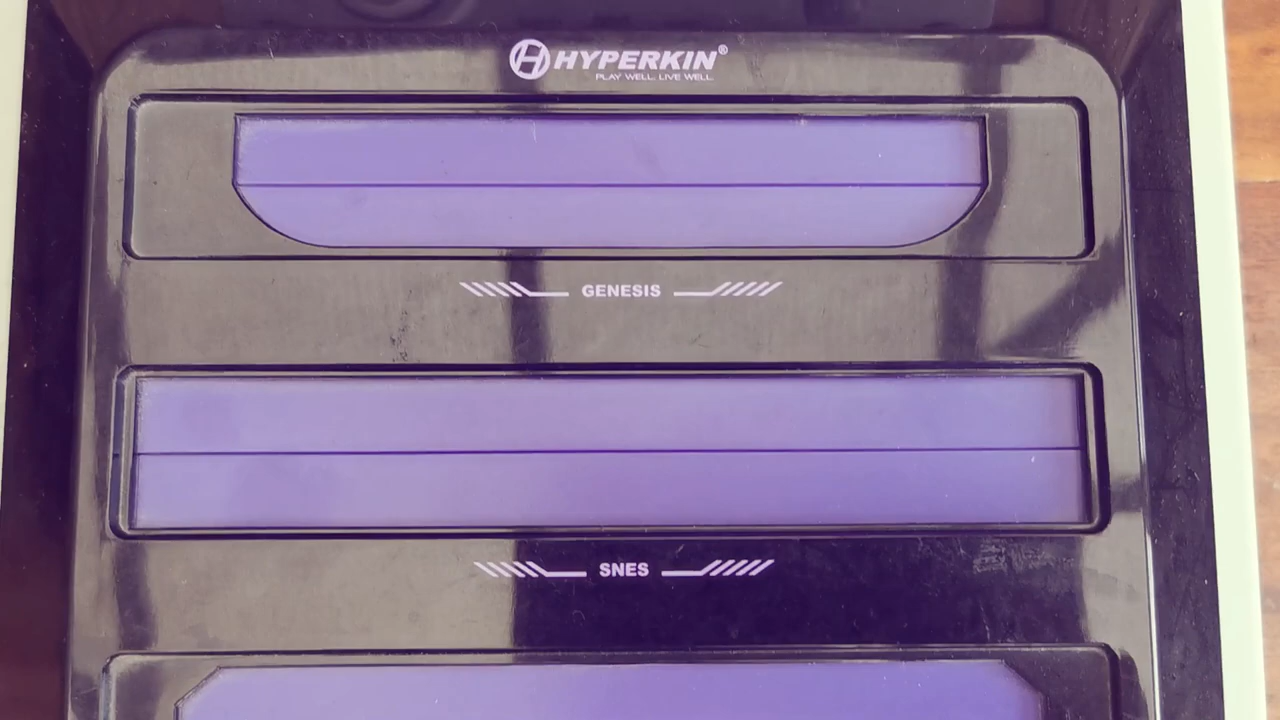 HYPERKIN®
PLAY WELL. LIVE WELL.
GENESIS
SNES